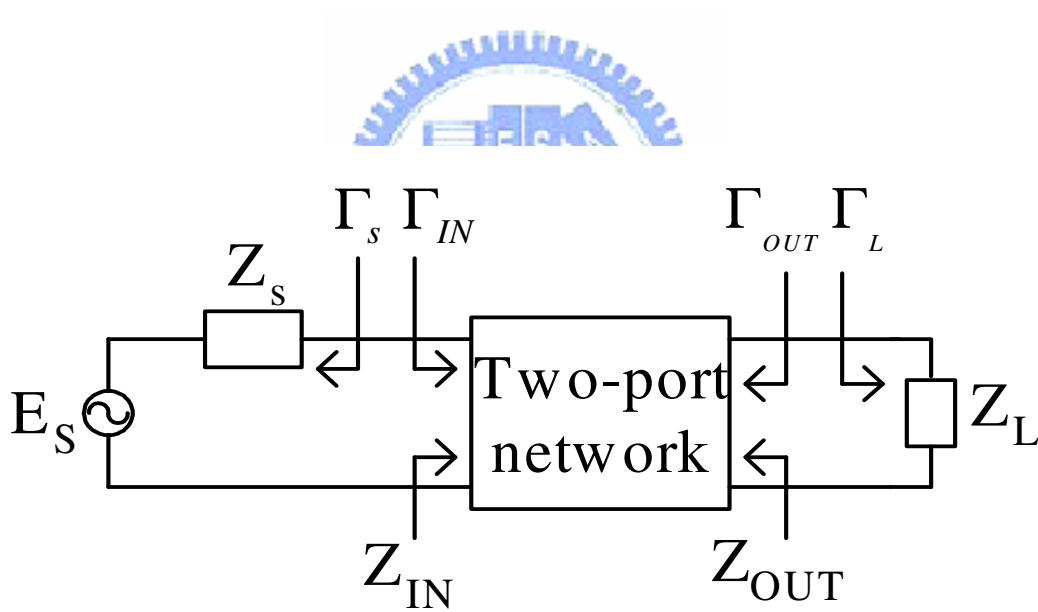 Γs ΓIN
ΓOUT ΓL
Zs
ES
Two-port
network
ZL
ZIN
ZOUT